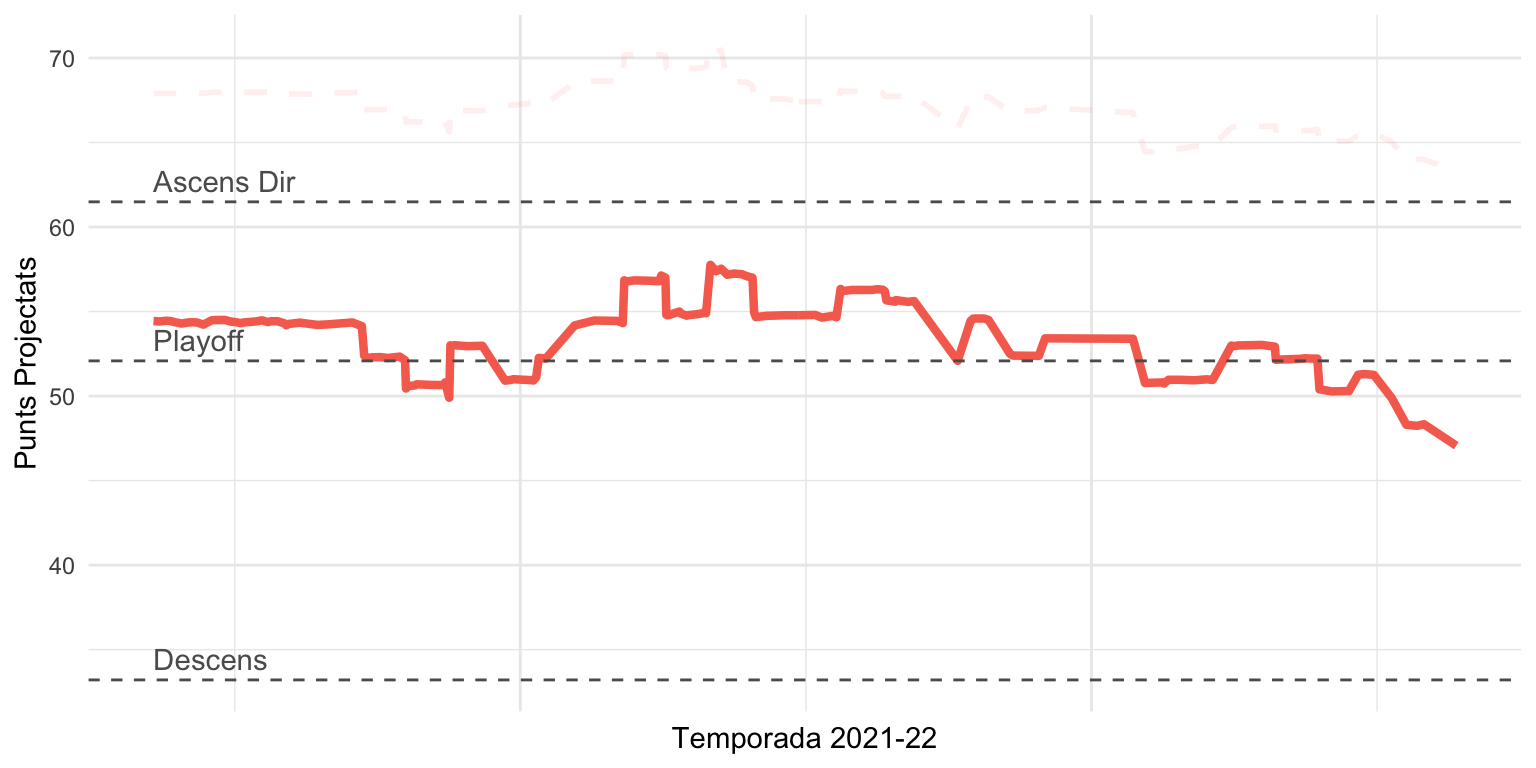 70
Ascens Dir
60
Playoff
50
40
Descens
Punts Projectats
Temporada 2021-22